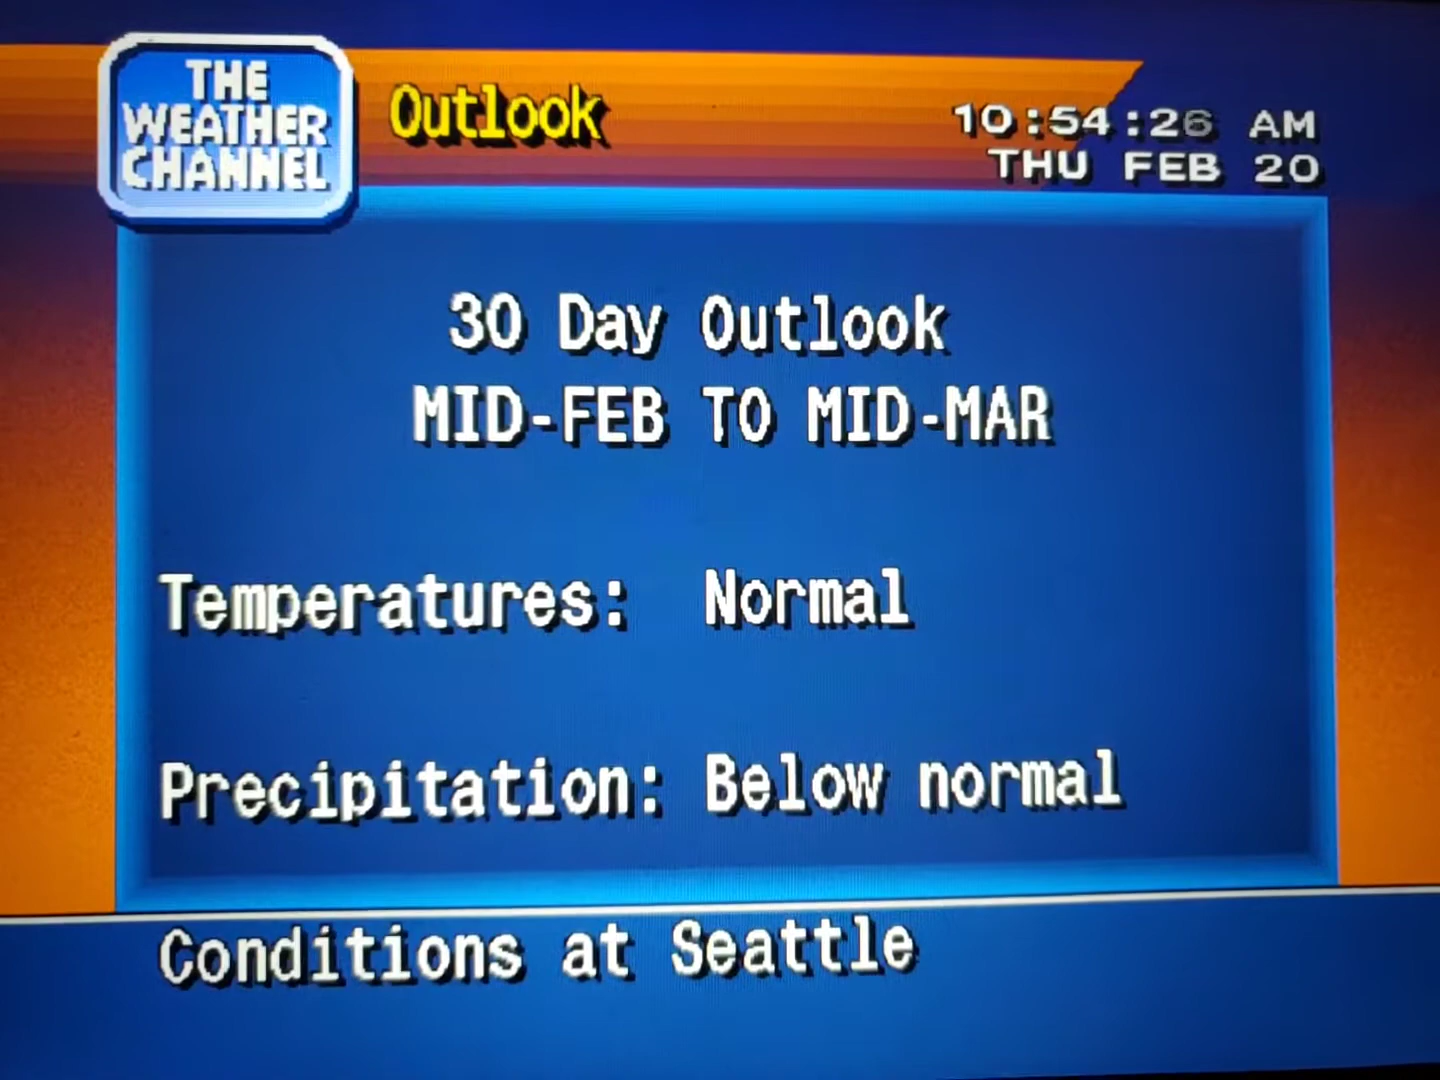 THE
WEATHER
CHANNEL
Outlook
10:54:26 AM
THU FEB 20
30 Day Outlook
MID-FEB TO MID-MAR
Temperatures: Normal
Precipitation: Below normal
Conditions at Seattle